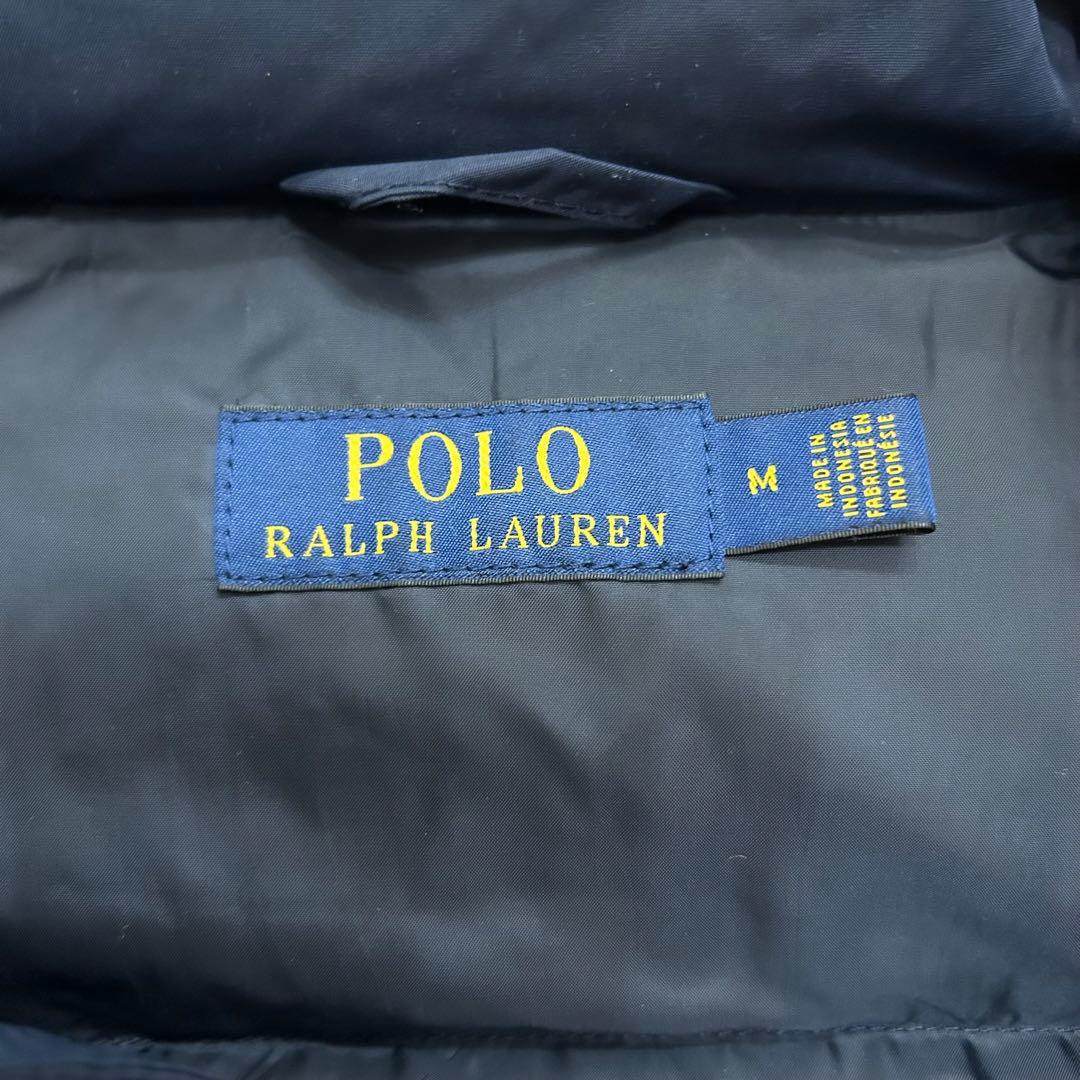 POLO
RALPH LAUREN
M
MADE IN
INDONESIA
FABRIQUÉ EN
INDONÉSIE